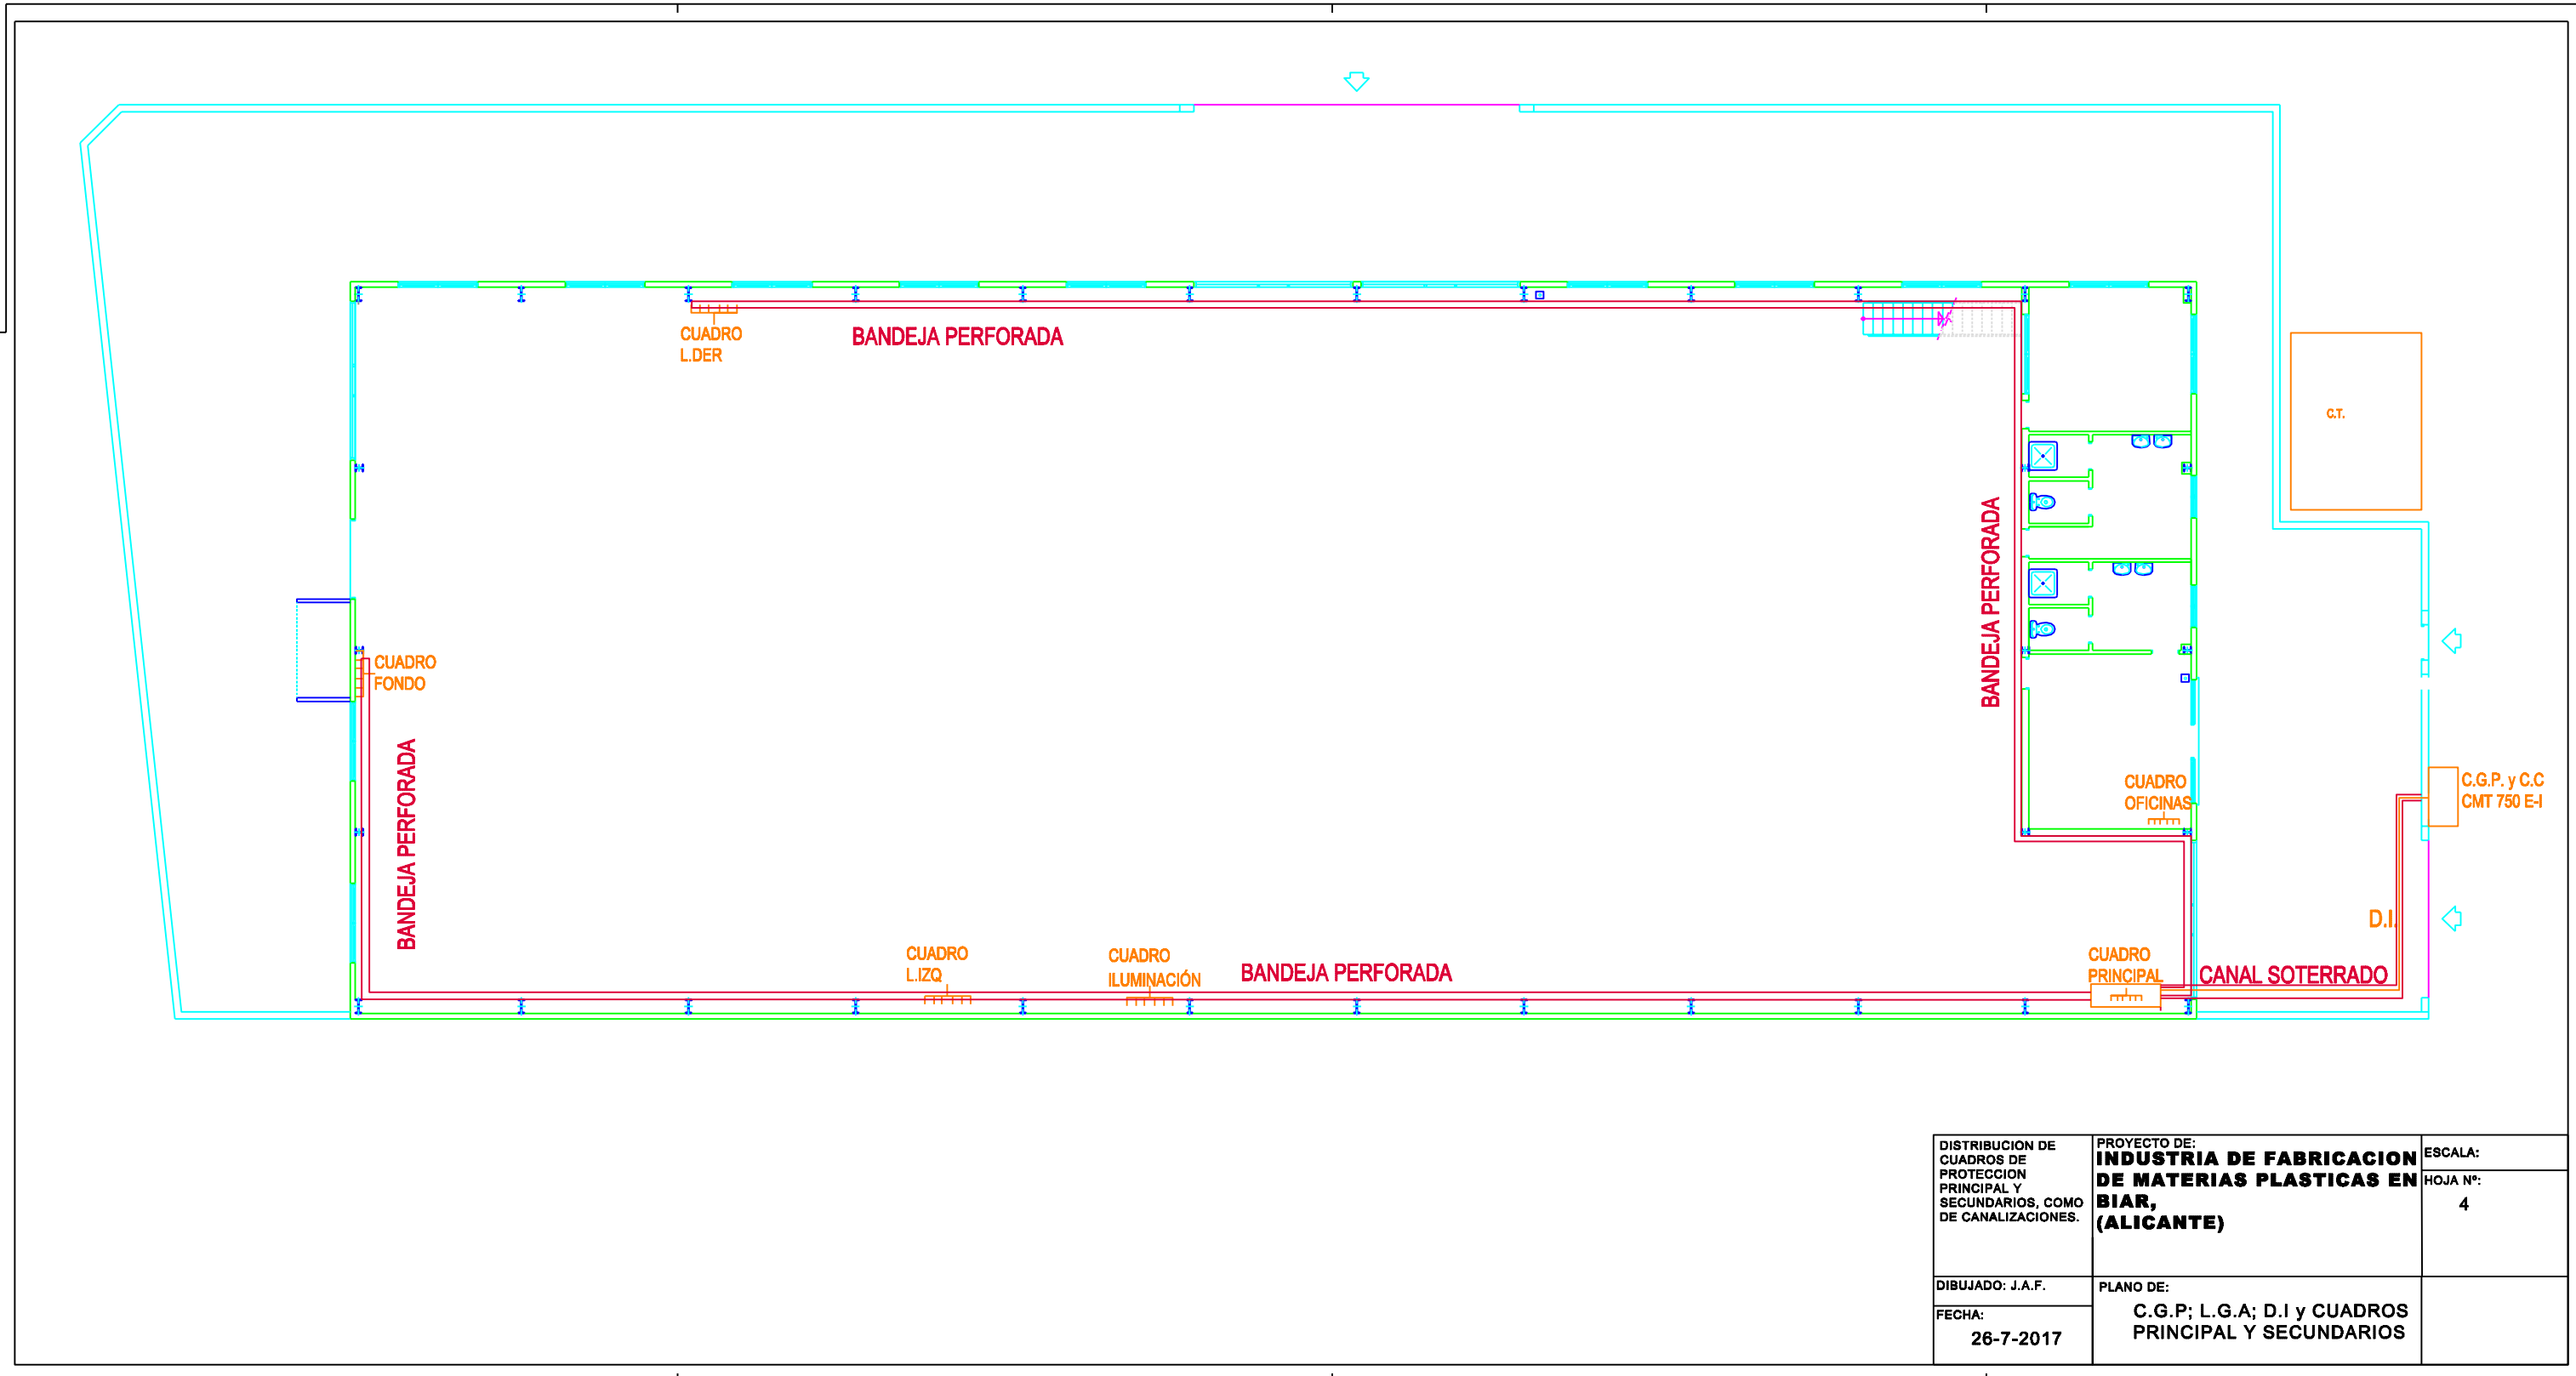 CUADRO
L.DER
BANDEJA PERFORADA
C.T.
BANDEJA PERFORADA
CUADRO
FONDO
BANDEJA PERFORADA
CUADRO
OFICINAS
C.G.P. y C.C
CMT 750 E-I
D.I.
CUADRO
L.IZQ
CUADRO
ILUMINACIÓN
BANDEJA PERFORADA
CUADRO
PRINCIPAL
CANAL SOTERRADO
DISTRIBUCION DE
CUADROS DE
PROTECCION
PRINCIPAL Y
SECUNDARIOS, COMO
DE CANALIZACIONES.
PROYECTO DE:
INDUSTRIA DE FABRICACION
DE MATERIAS PLASTICAS EN
BIAR,
(ALICANTE)
ESCALA:
HOJA Nº:
4
DIBUJADO: J.A.F.
FECHA:
26-7-2017
PLANO DE:
C.G.P; L.G.A; D.I y CUADROS
PRINCIPAL Y SECUNDARIOS